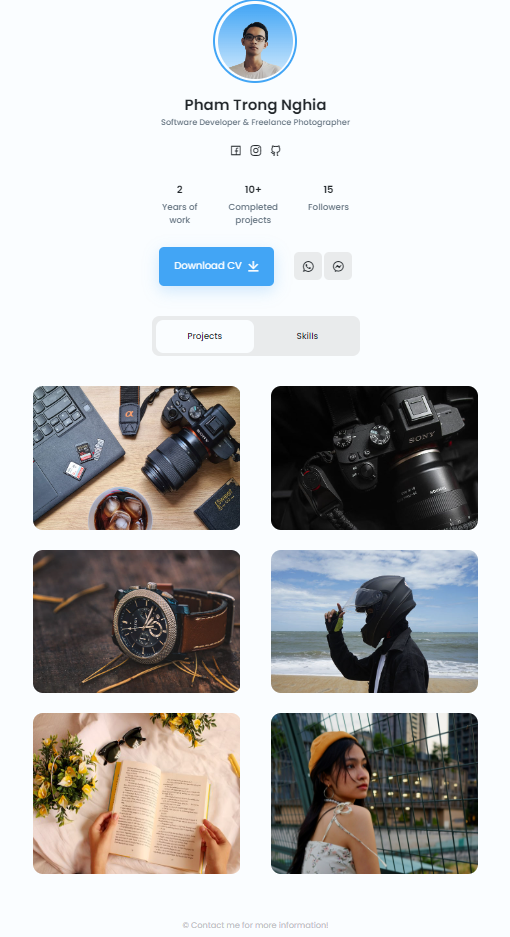 Pham Trong Nghia
Software Developer & Freelance Photographer
2
Years of
work
10+
Completed
projects
15
Followers
Download CV
Projects
Skills
α
SONY
© Contact me for more information!